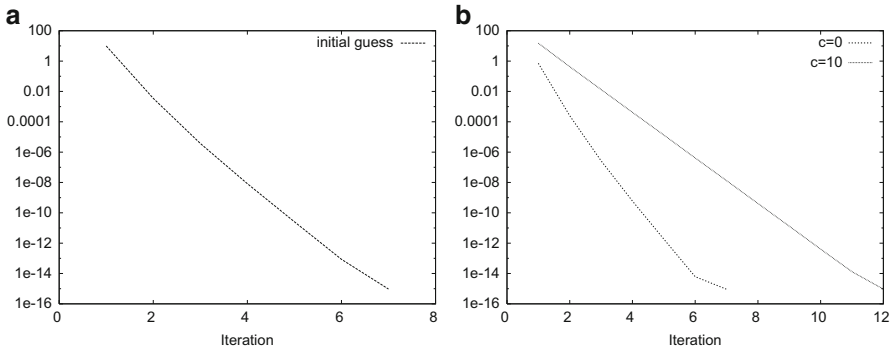 a
100
1
0.01
0.0001
1e-06
1e-08
1e-10
1e-12
1e-14
1e-16
0 2 4 6 8
Iteration
initial guess
b
100
1
0.01
0.0001
1e-06
1e-08
1e-10
1e-12
1e-14
1e-16
0 2 4 6 8 10 12
Iteration
c=0
c=10